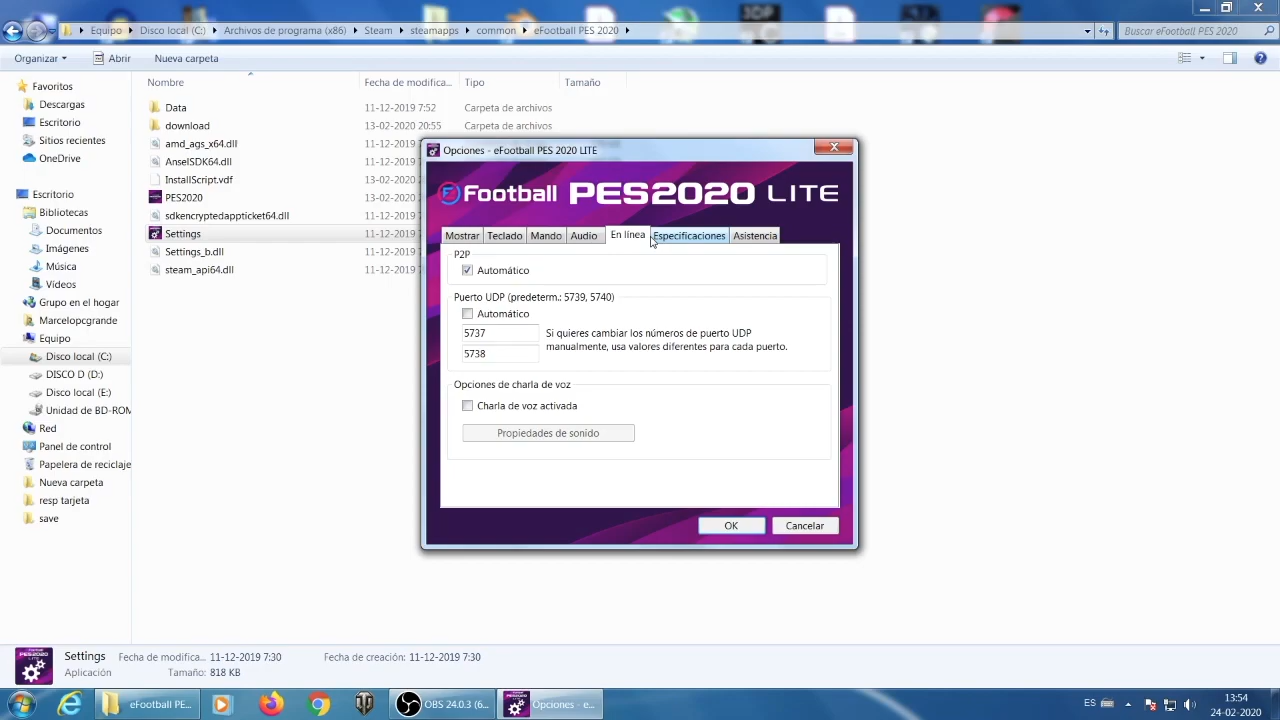 Equipo ▸ Disco local (C:) ▸ Archivos de programa (x86) ▸ Steam ▸ steamapps ▸ common ▸ eFootball PES 2020 ▸
Buscar eFootball PES 2020
Organizar
Abrir
Nueva carpeta
Nombre
Fecha de modifica...
Tipo
Tamaño
Favoritos
Descargas
Escritorio
Sitios recientes
OneDrive
Escritorio
Bibliotecas
Documentos
Imágenes
Música
Vídeos
Grupo en el hogar
Marcelopcgrande
Equipo
Disco local (C:)
DISCO D (D:)
Disco local (E:)
Unidad de BD-ROM
Red
Panel de control
Papelera de reciclaje
Nueva carpeta
resp tarjeta
save
Data 11-12-2019 7:52 Carpeta de archivos
download 13-02-2020 20:55 Carpeta de archivos
amd_ags_x64.dll 11-12-2019
AnselSDK64.dll 11-12-2019
InstallScript.vdf 13-02-2020
PES2020 13-02-2020
sdkencryptedappticket64.dll 11-12-2019
Settings 11-12-2019
Settings_b.dll 11-12-2019
steam_api64.dll 11-12-2019
Opciones - eFootball PES 2020 LITE
eFootball PES2020 LITE
Mostrar
Teclado
Mando
Audio
En línea
Especificaciones
Asistencia
P2P
Automático
Puerto UDP (predeterm.: 5739, 5740)
Automático
5737
5738
Si quieres cambiar los números de puerto UDP
manualmente, usa valores diferentes para cada puerto.
Opciones de charla de voz
Charla de voz activada
Propiedades de sonido
OK
Cancelar
Settings Fecha de modifica... 11-12-2019 7:30 Fecha de creación: 11-12-2019 7:30
Aplicación Tamaño: 818 KB
eFootball PE...
OBS 24.0.3 (6...
Opciones - e...
ES
13:54
24-02-2020